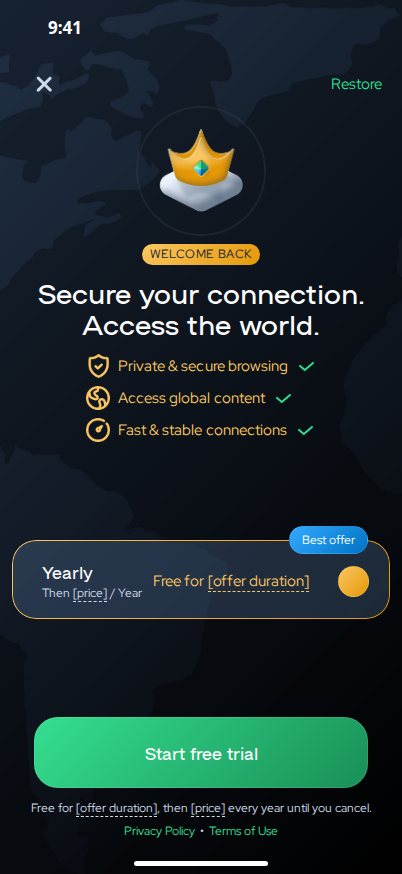 9:41
Restore
WELCOME BACK
Secure your connection.
Access the world.
Private & secure browsing
Access global content
Fast & stable connections
Best offer
Yearly
Then [price] / Year
Free for [offer duration]
Start free trial
Free for [offer duration], then [price] every year until you cancel.
Privacy Policy • Terms of Use